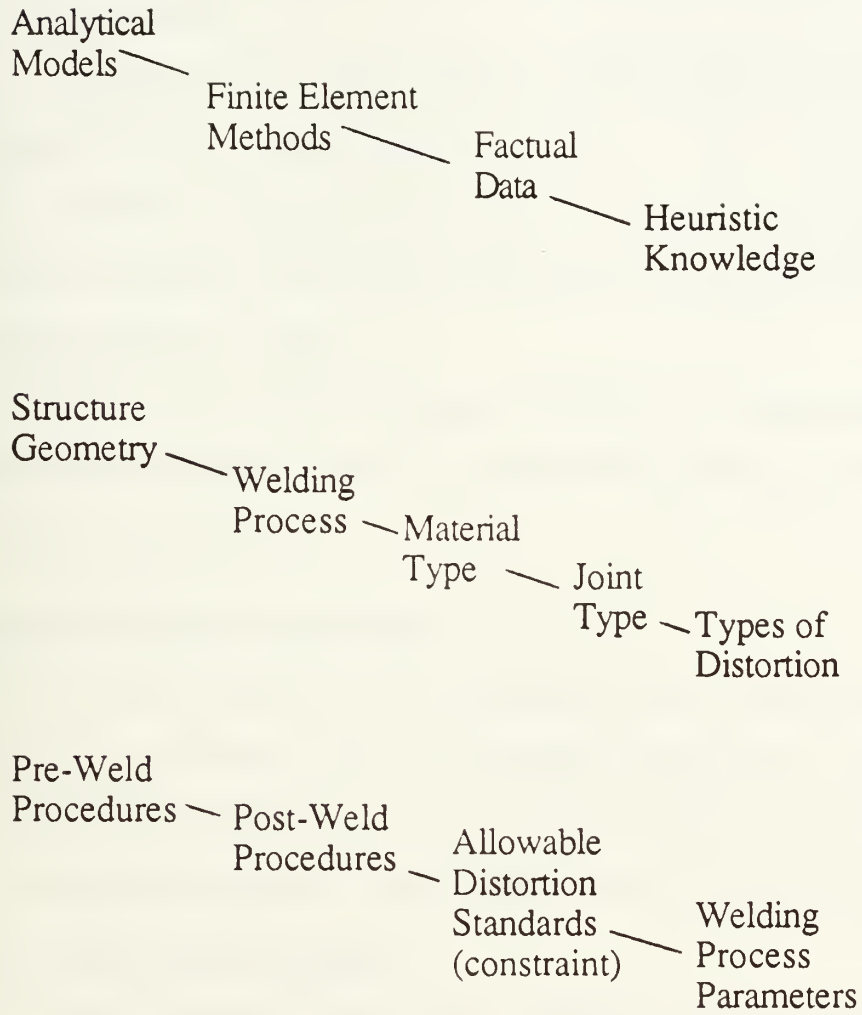 Analytical
Models
Finite Element
Methods
Factual
Data
Heuristic
Knowledge
Structure
Geometry
Welding
Process
Material
Type
Joint
Type
Types of
Distortion
Pre-Weld
Procedures
Post-Weld
Procedures
Allowable
Distortion
Standards
(constraint)
Welding
Process
Parameters